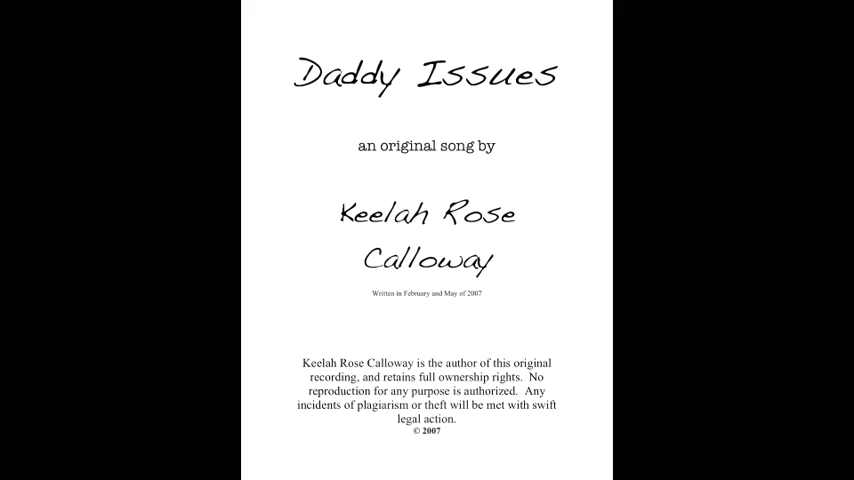 Daddy Issues
an original song by
Keelah Rose
Calloway
Written in February and May of 2007
Keelah Rose Calloway is the author of this original
recording, and retains full ownership rights.  No
reproduction for any purpose is authorized.  Any
incidents of plagiarism or theft will be met with swift
legal action.
© 2007